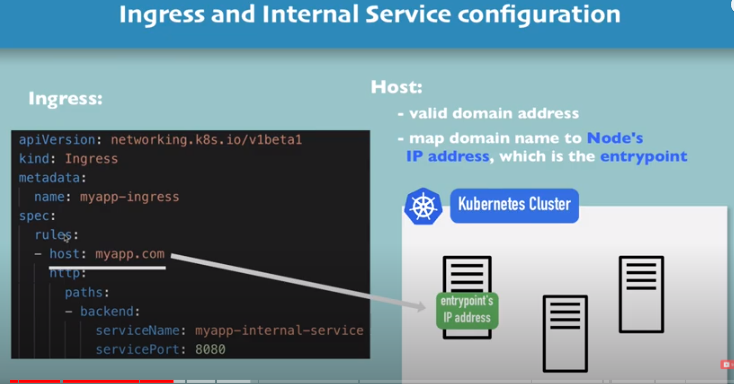 Ingress and Internal Service configuration
Ingress:
apiVersion: networking.k8s.io/v1beta1
kind: Ingress
metadata:
name: myapp-ingress
spec:
rules:
- host: myapp.com
http:
paths:
- backend:
serviceName: myapp-internal-service
servicePort: 8080
Host:
- valid domain address
- map domain name to Node's
IP address, which is the entrypoint
Kubernetes Cluster
entrypoint's
IP address